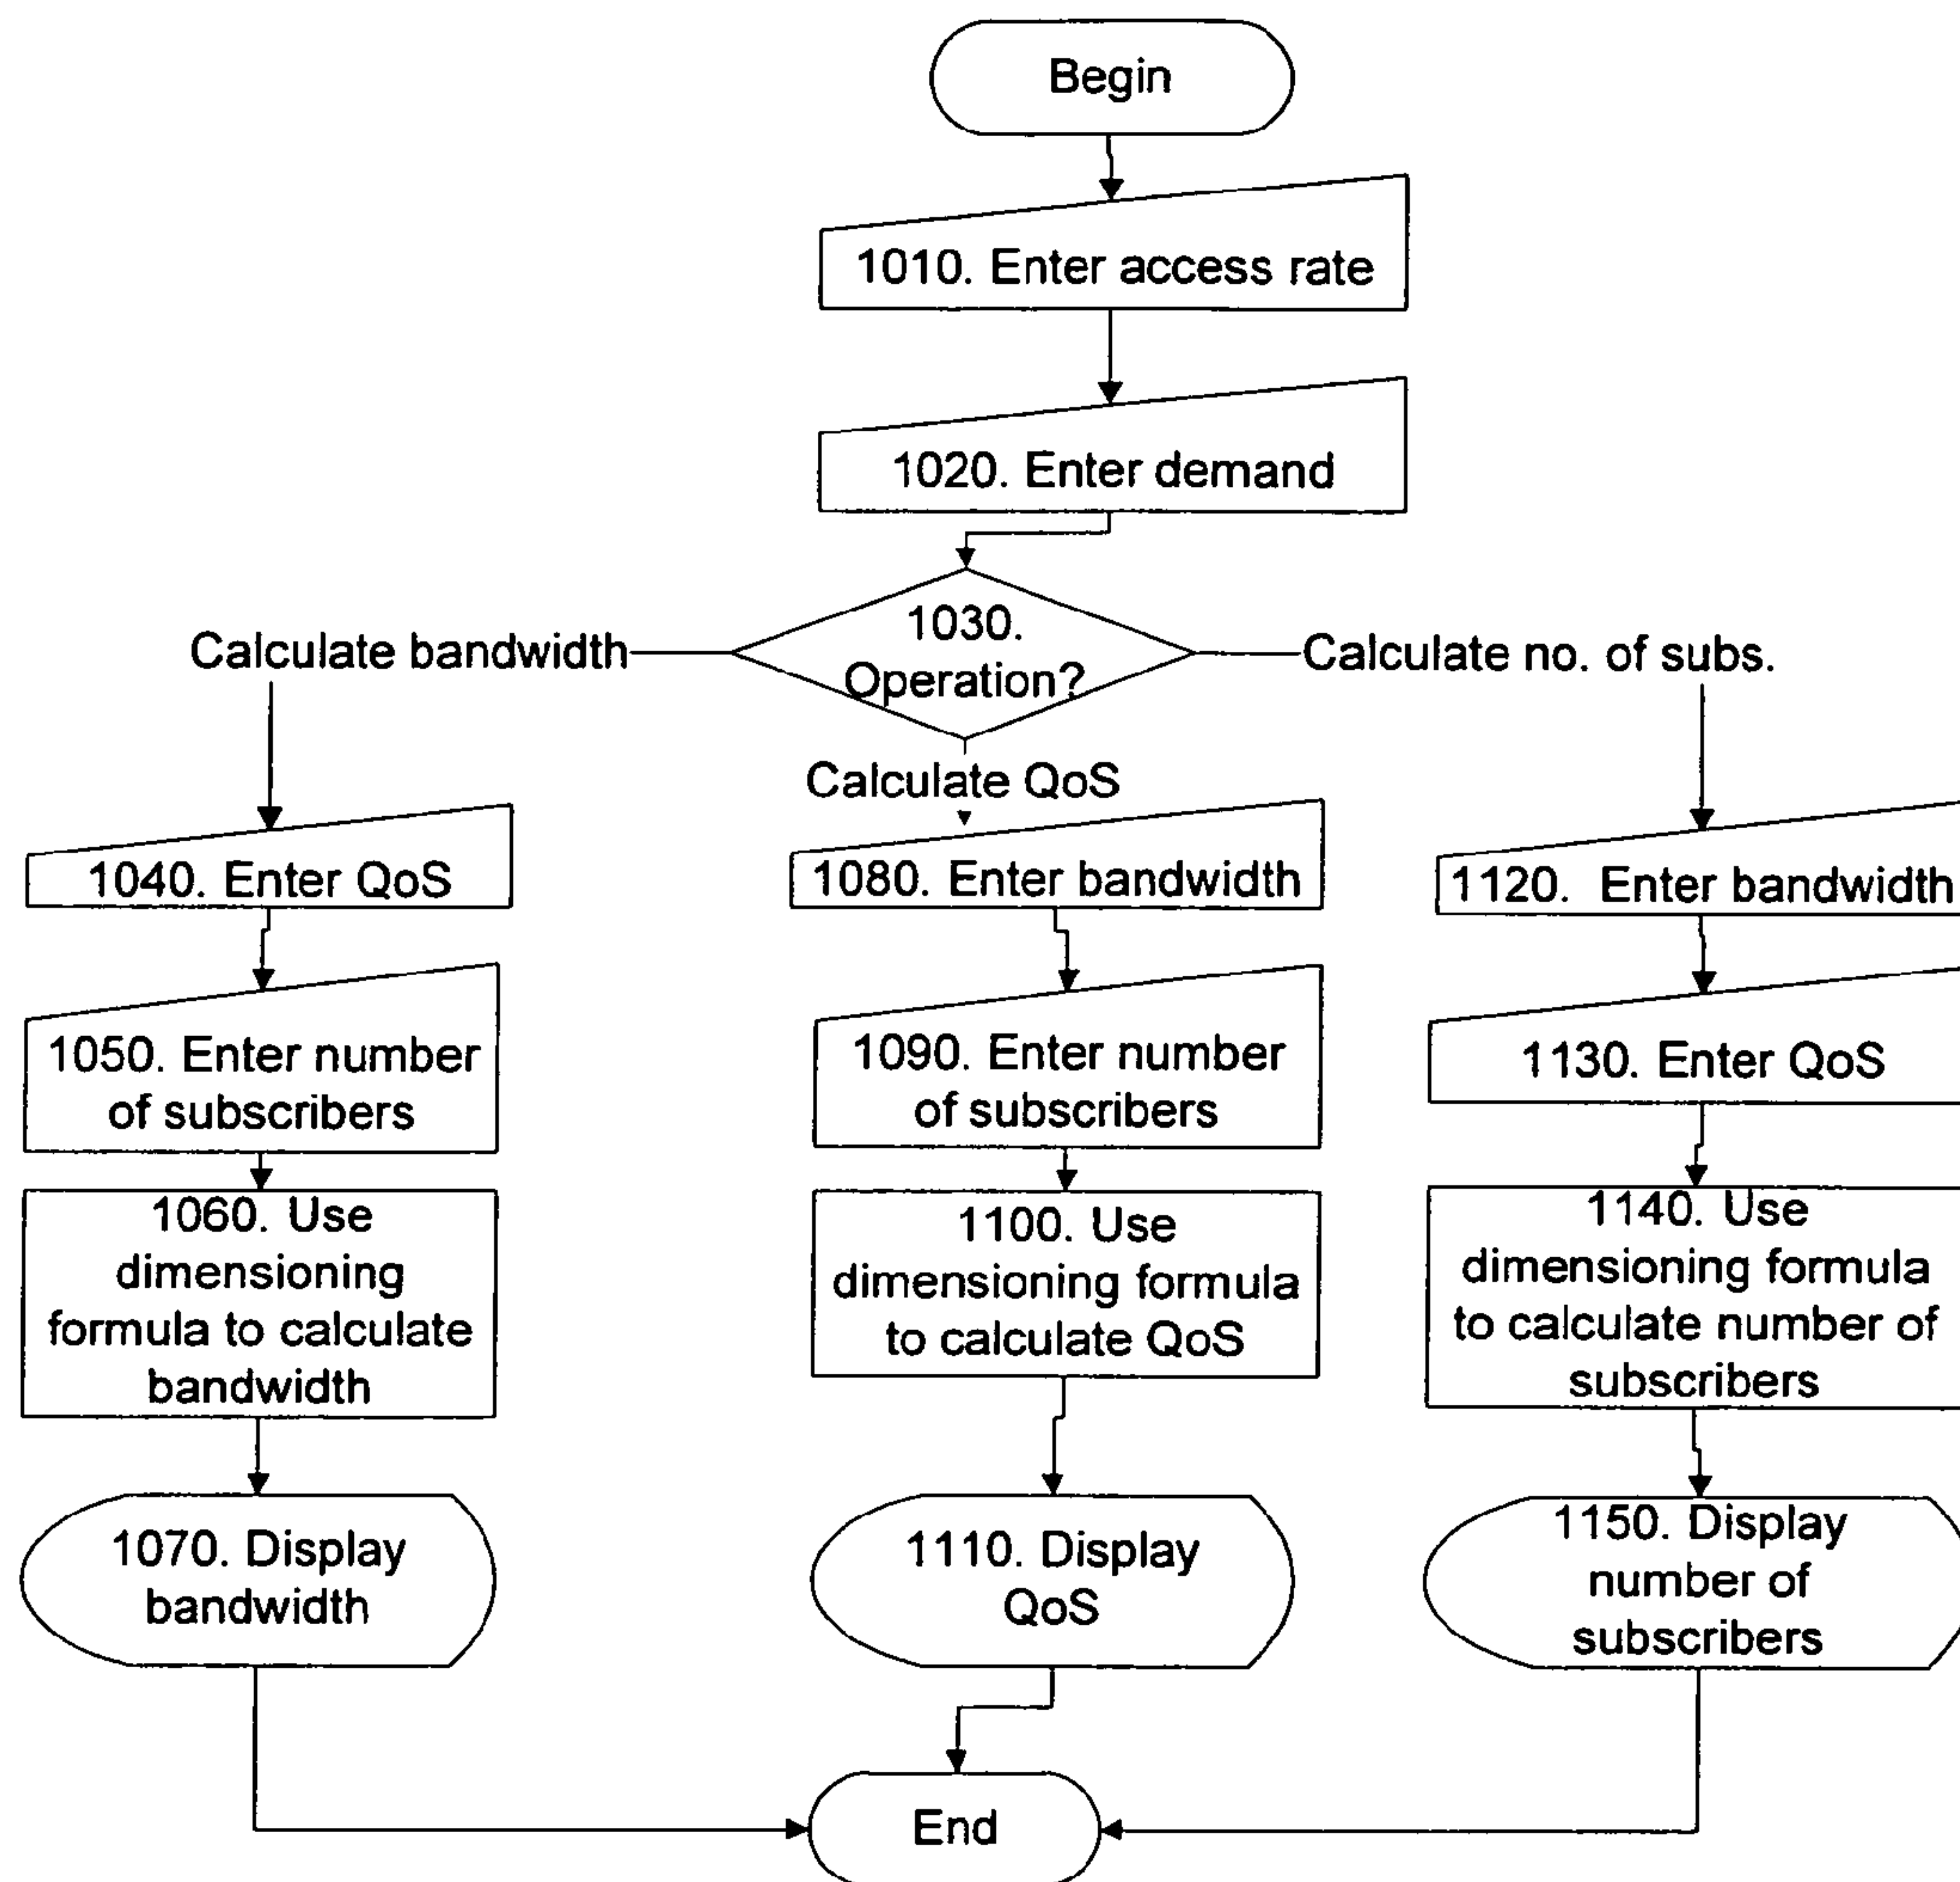 Begin
1010. Enter access rate
1020. Enter demand
1030.
Operation?
Calculate bandwidth
Calculate no. of subs.
Calculate QoS
1040. Enter QoS
1080. Enter bandwidth
1120. Enter bandwidth
1050. Enter number
of subscribers
1090. Enter number
of subscribers
1130. Enter QoS
1060. Use
dimensioning
formula to calculate
bandwidth
1100. Use
dimensioning formula
to calculate QoS
1140. Use
dimensioning formula
to calculate number of
subscribers
1070. Display
bandwidth
1110. Display
QoS
1150. Display
number of
subscribers
End